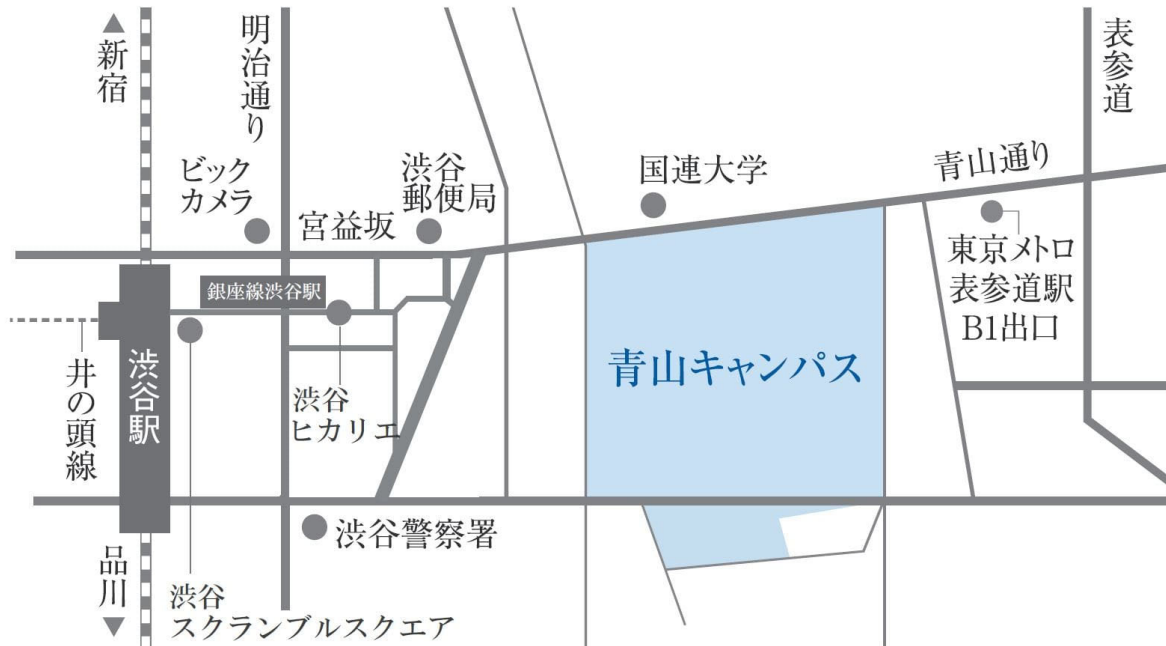 ▲新宿
明治通り
表参道
ビック
カメラ
渋谷
郵便局
宮益坂
国連大学
青山通り
東京メトロ
表参道駅
B1出口
銀座線渋谷駅
青山キャンパス
井の頭線
渋谷駅
渋谷
ヒカリエ
渋谷警察署
品川▼
渋谷
スクランブルスクエア